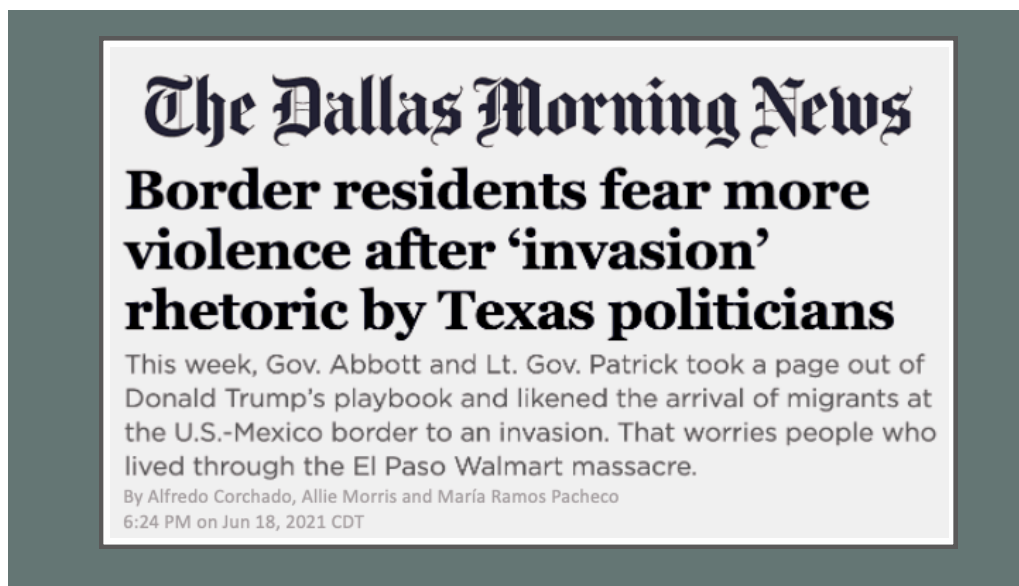 The Dallas Morning News
Border residents fear more
violence after ‘invasion’
rhetoric by Texas politicians
This week, Gov. Abbott and Lt. Gov. Patrick took a page out of
Donald Trump’s playbook and likened the arrival of migrants at
the U.S.-Mexico border to an invasion. That worries people who
lived through the El Paso Walmart massacre.
By Alfredo Corchado, Allie Morris and María Ramos Pacheco
6:24 PM on Jun 18, 2021 CDT